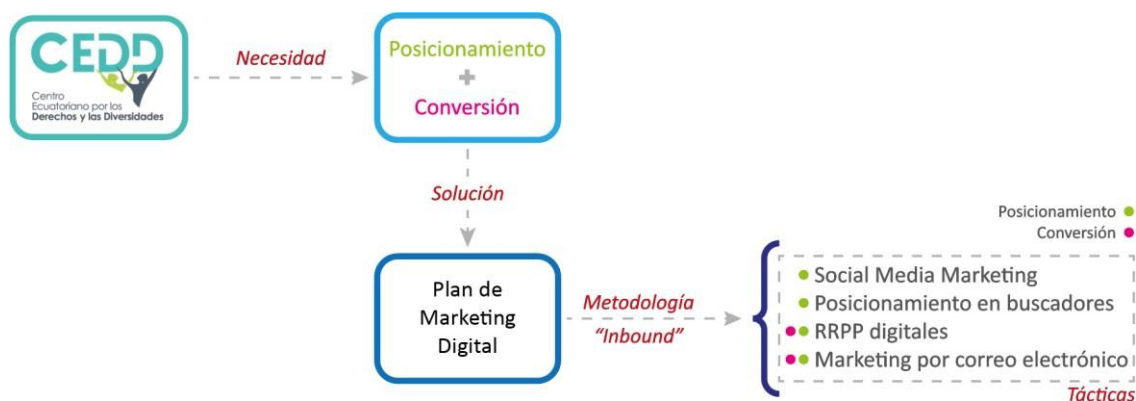 CEDD
Centro
Ecuatoriano por los
Derechos y las Diversidades
Necesidad
Posicionamiento
+
Conversión
Solución
Plan de
Marketing
Digital
Metodología
“Inbound”
Posicionamiento
Conversión
Social Media Marketing
Posicionamiento en buscadores
RRPP digitales
Marketing por correo electrónico
Tácticas